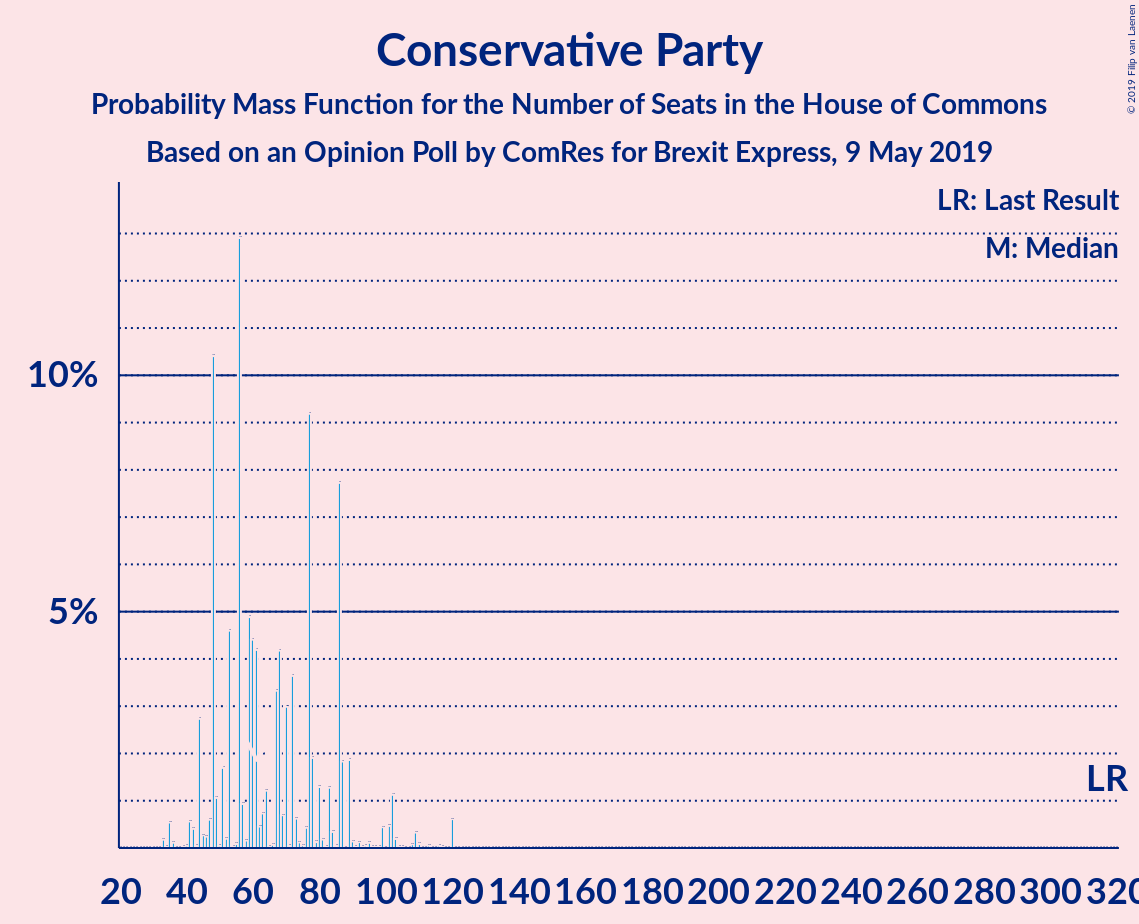 © 2019 Filip van Laenen
Conservative Party
Probability Mass Function for the Number of Seats in the House of Commons
Based on an Opinion Poll by ComRes for Brexit Express, 9 May 2019
LR: Last Result
M: Median
10%
5%
LR
20 40 60 80 100 120 140 160 180 200 220 240 260 280 300 320